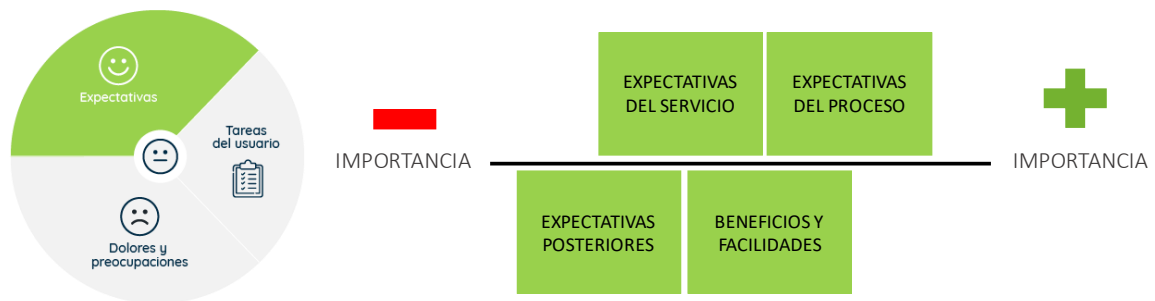 Expectativas
Tareas
del usuario
Dolores y
preocupaciones
IMPORTANCIA
EXPECTATIVAS
DEL SERVICIO
EXPECTATIVAS
DEL PROCESO
EXPECTATIVAS
POSTERIORES
BENEFICIOS Y
FACILIDADES
IMPORTANCIA